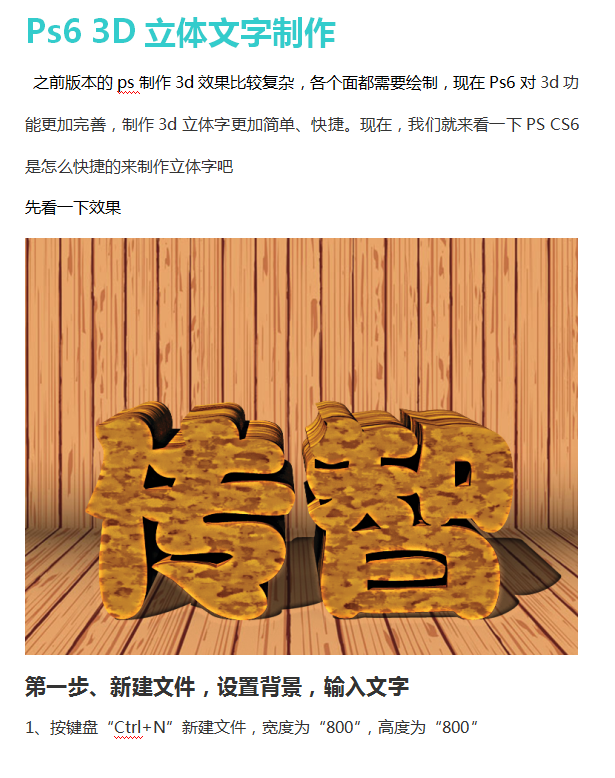 Ps6 3D 立体文字制作
之前版本的 ps 制作 3d 效果比较复杂，各个面都需要绘制，现在 Ps6 对 3d 功
能更加完善，制作 3d 立体字更加简单、快捷。现在，我们就来看一下 PS CS6
是怎么快捷的来制作立体字吧
先看一下效果
传智
第一步、新建文件，设置背景，输入文字
1、按键盘“Ctrl+N”新建文件，宽度为“800”，高度为“800”